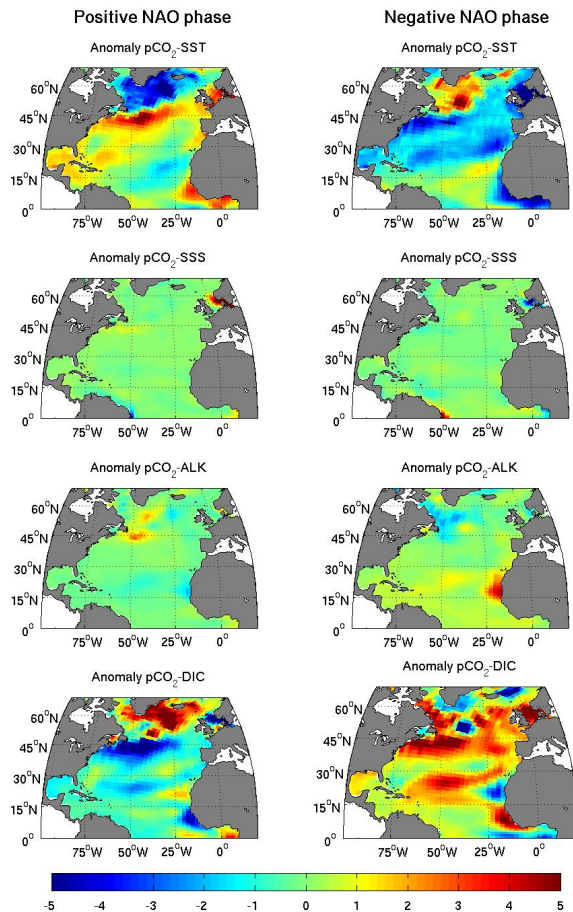 Positive NAO phase Negative NAO phase
Anomaly pCO₂-SST Anomaly pCO₂-SST
60°N 60°N
45°N 45°N
30°N 30°N
15°N 15°N
0° 0°
75°W 50°W 25°W 0° 75°W 50°W 25°W 0°
Anomaly pCO₂-SSS Anomaly pCO₂-SSS
60°N 60°N
45°N 45°N
30°N 30°N
15°N 15°N
0° 0°
75°W 50°W 25°W 0° 75°W 50°W 25°W 0°
Anomaly pCO₂-ALK Anomaly pCO₂-ALK
60°N 60°N
45°N 45°N
30°N 30°N
15°N 15°N
0° 0°
75°W 50°W 25°W 0° 75°W 50°W 25°W 0°
Anomaly pCO₂-DIC Anomaly pCO₂-DIC
60°N 60°N
45°N 45°N
30°N 30°N
15°N 15°N
0° 0°
75°W 50°W 25°W 0° 75°W 50°W 25°W 0°
-5 -4 -3 -2 -1 0 1 2 3 4 5